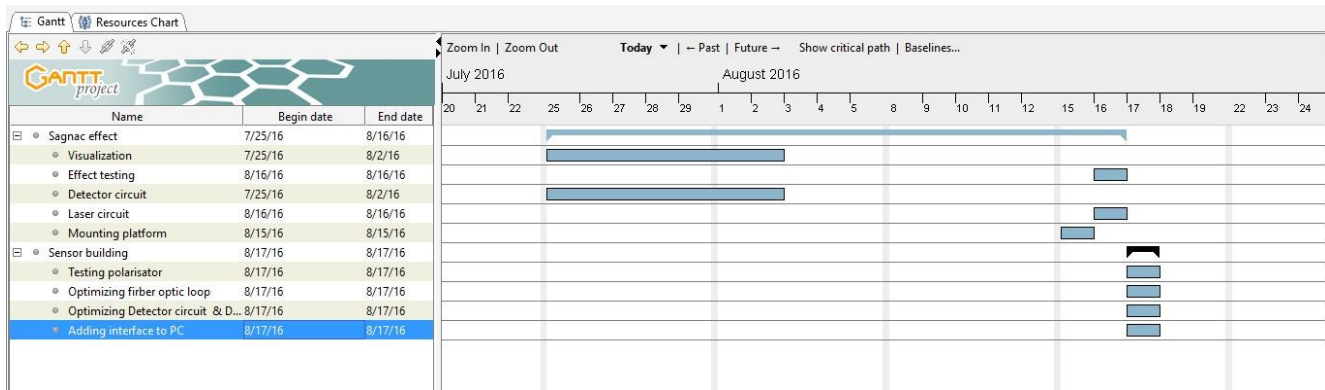 Gantt Resources Chart
Zoom In | Zoom Out Today ▼ | ← Past | Future → Show critical path | Baselines...
GANTT project
July 2016 August 2016
20 21 22 25 26 27 28 29 1 2 3 4 5 8 9 10 11 12 15 16 17 18 19 22 23 24
Name Begin date End date
Sagnac effect 7/25/16 8/16/16
Visualization 7/25/16 8/2/16
Effect testing 8/16/16 8/16/16
Detector circuit 7/25/16 8/2/16
Laser circuit 8/16/16 8/16/16
Mounting platform 8/15/16 8/15/16
Sensor building 8/17/16 8/17/16
Testing polarisator 8/17/16 8/17/16
Optimizing firber optic loop 8/17/16 8/17/16
Optimizing Detector circuit & D... 8/17/16 8/17/16
Adding interface to PC 8/17/16 8/17/16